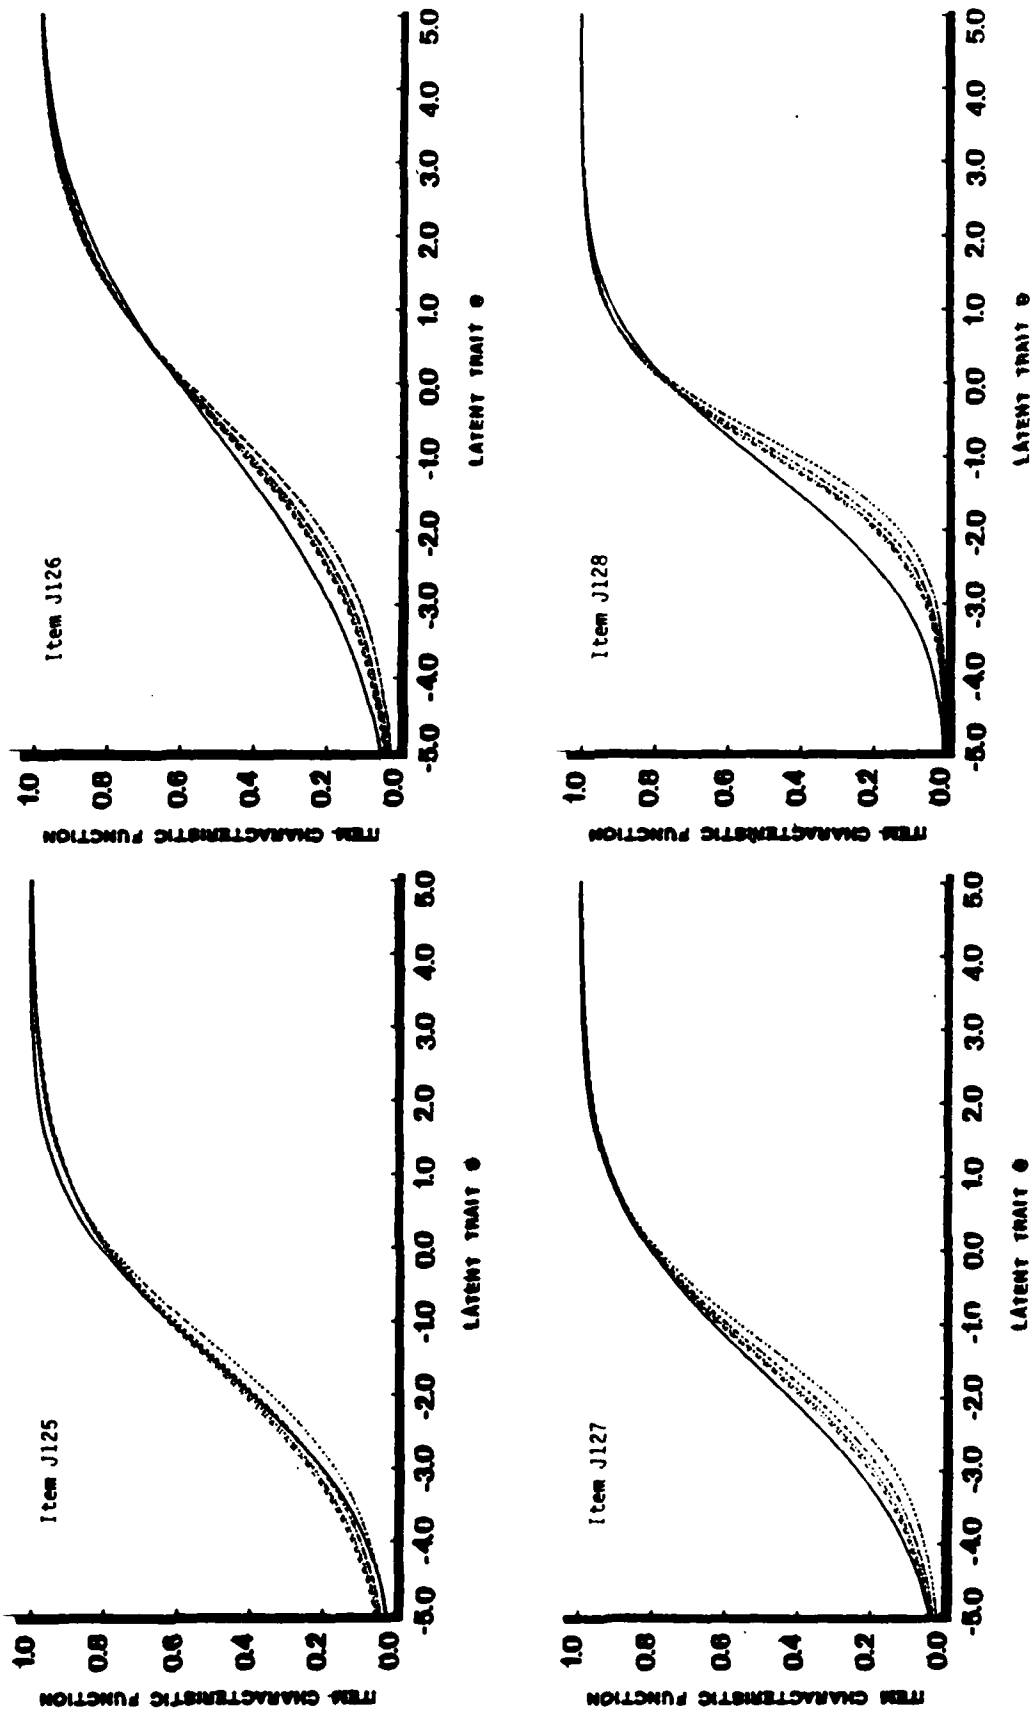 Item J125
ITEM CHARACTERISTIC FUNCTION
1.0
0.8
0.6
0.4
0.2
0.0
-5.0 -4.0 -3.0 -2.0 -1.0 0.0 1.0 2.0 3.0 4.0 5.0
LATENT TRAIT θ
Item J126
ITEM CHARACTERISTIC FUNCTION
1.0
0.8
0.6
0.4
0.2
0.0
-5.0 -4.0 -3.0 -2.0 -1.0 0.0 1.0 2.0 3.0 4.0 5.0
LATENT TRAIT θ
Item J127
ITEM CHARACTERISTIC FUNCTION
1.0
0.8
0.6
0.4
0.2
0.0
-5.0 -4.0 -3.0 -2.0 -1.0 0.0 1.0 2.0 3.0 4.0 5.0
LATENT TRAIT θ
Item J128
ITEM CHARACTERISTIC FUNCTION
1.0
0.8
0.6
0.4
0.2
0.0
-5.0 -4.0 -3.0 -2.0 -1.0 0.0 1.0 2.0 3.0 4.0 5.0
LATENT TRAIT θ